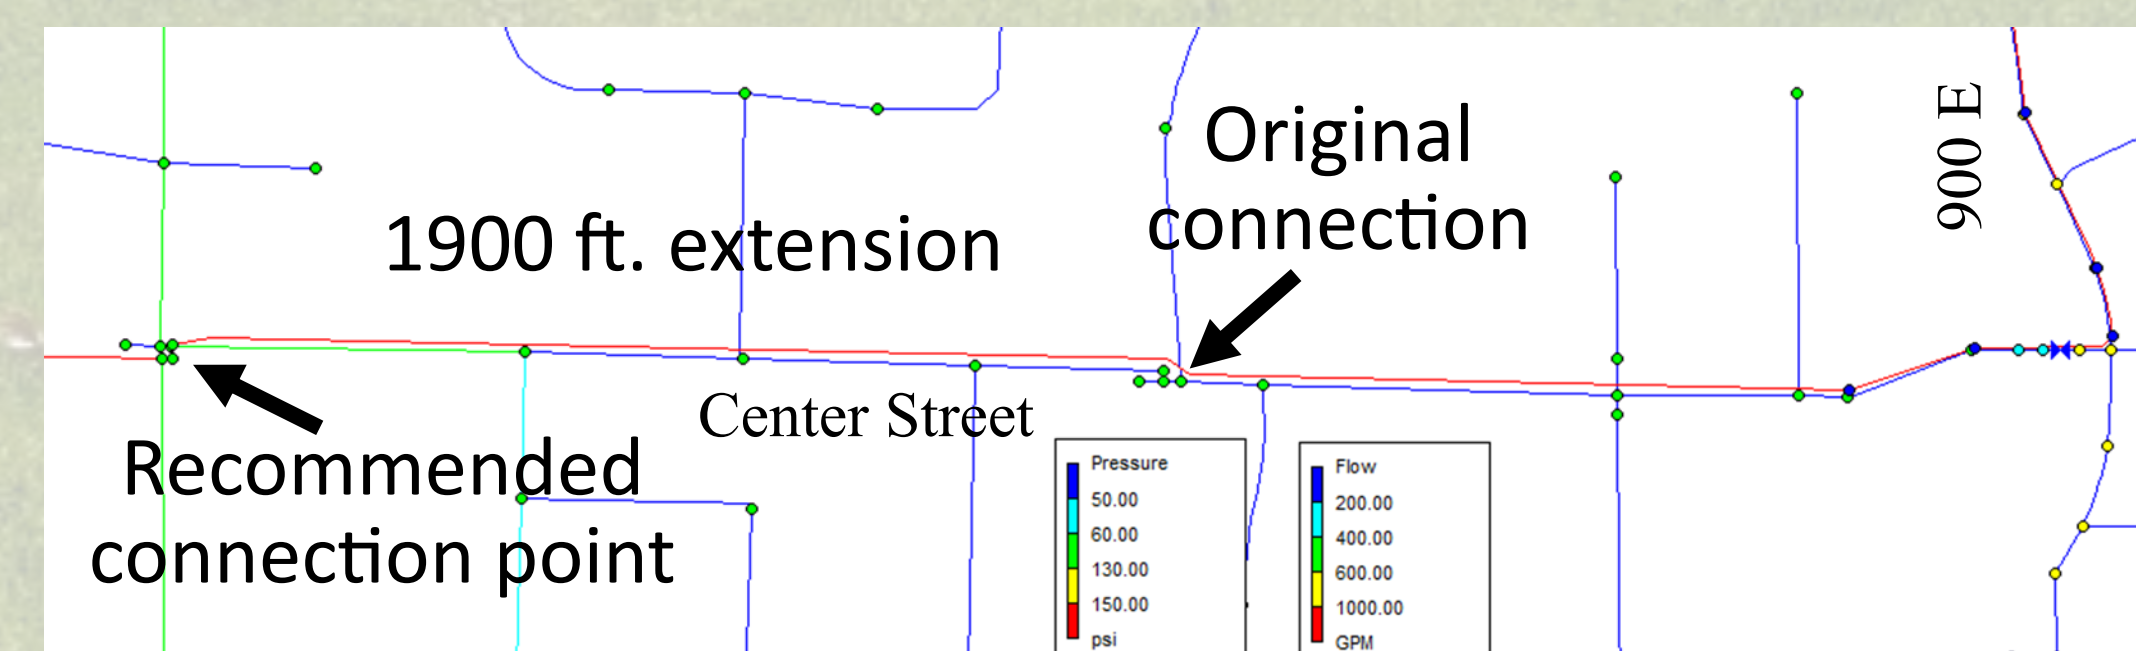 Original
connection
900 E
1900 ft. extension
Center Street
Recommended
connection point
Pressure
50.00
60.00
130.00
150.00
psi
Flow
200.00
400.00
600.00
1000.00
GPM